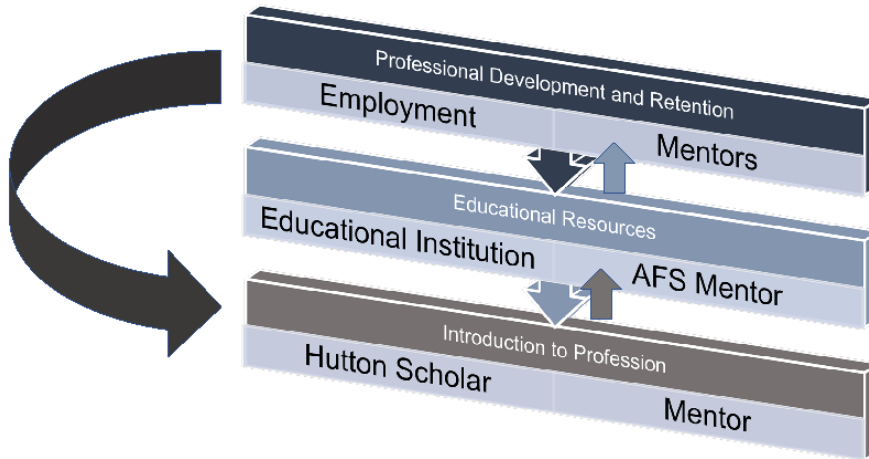 Professional Development and Retention
Employment
Mentors
Educational Resources
Educational Institution
AFS Mentor
Introduction to Profession
Hutton Scholar
Mentor